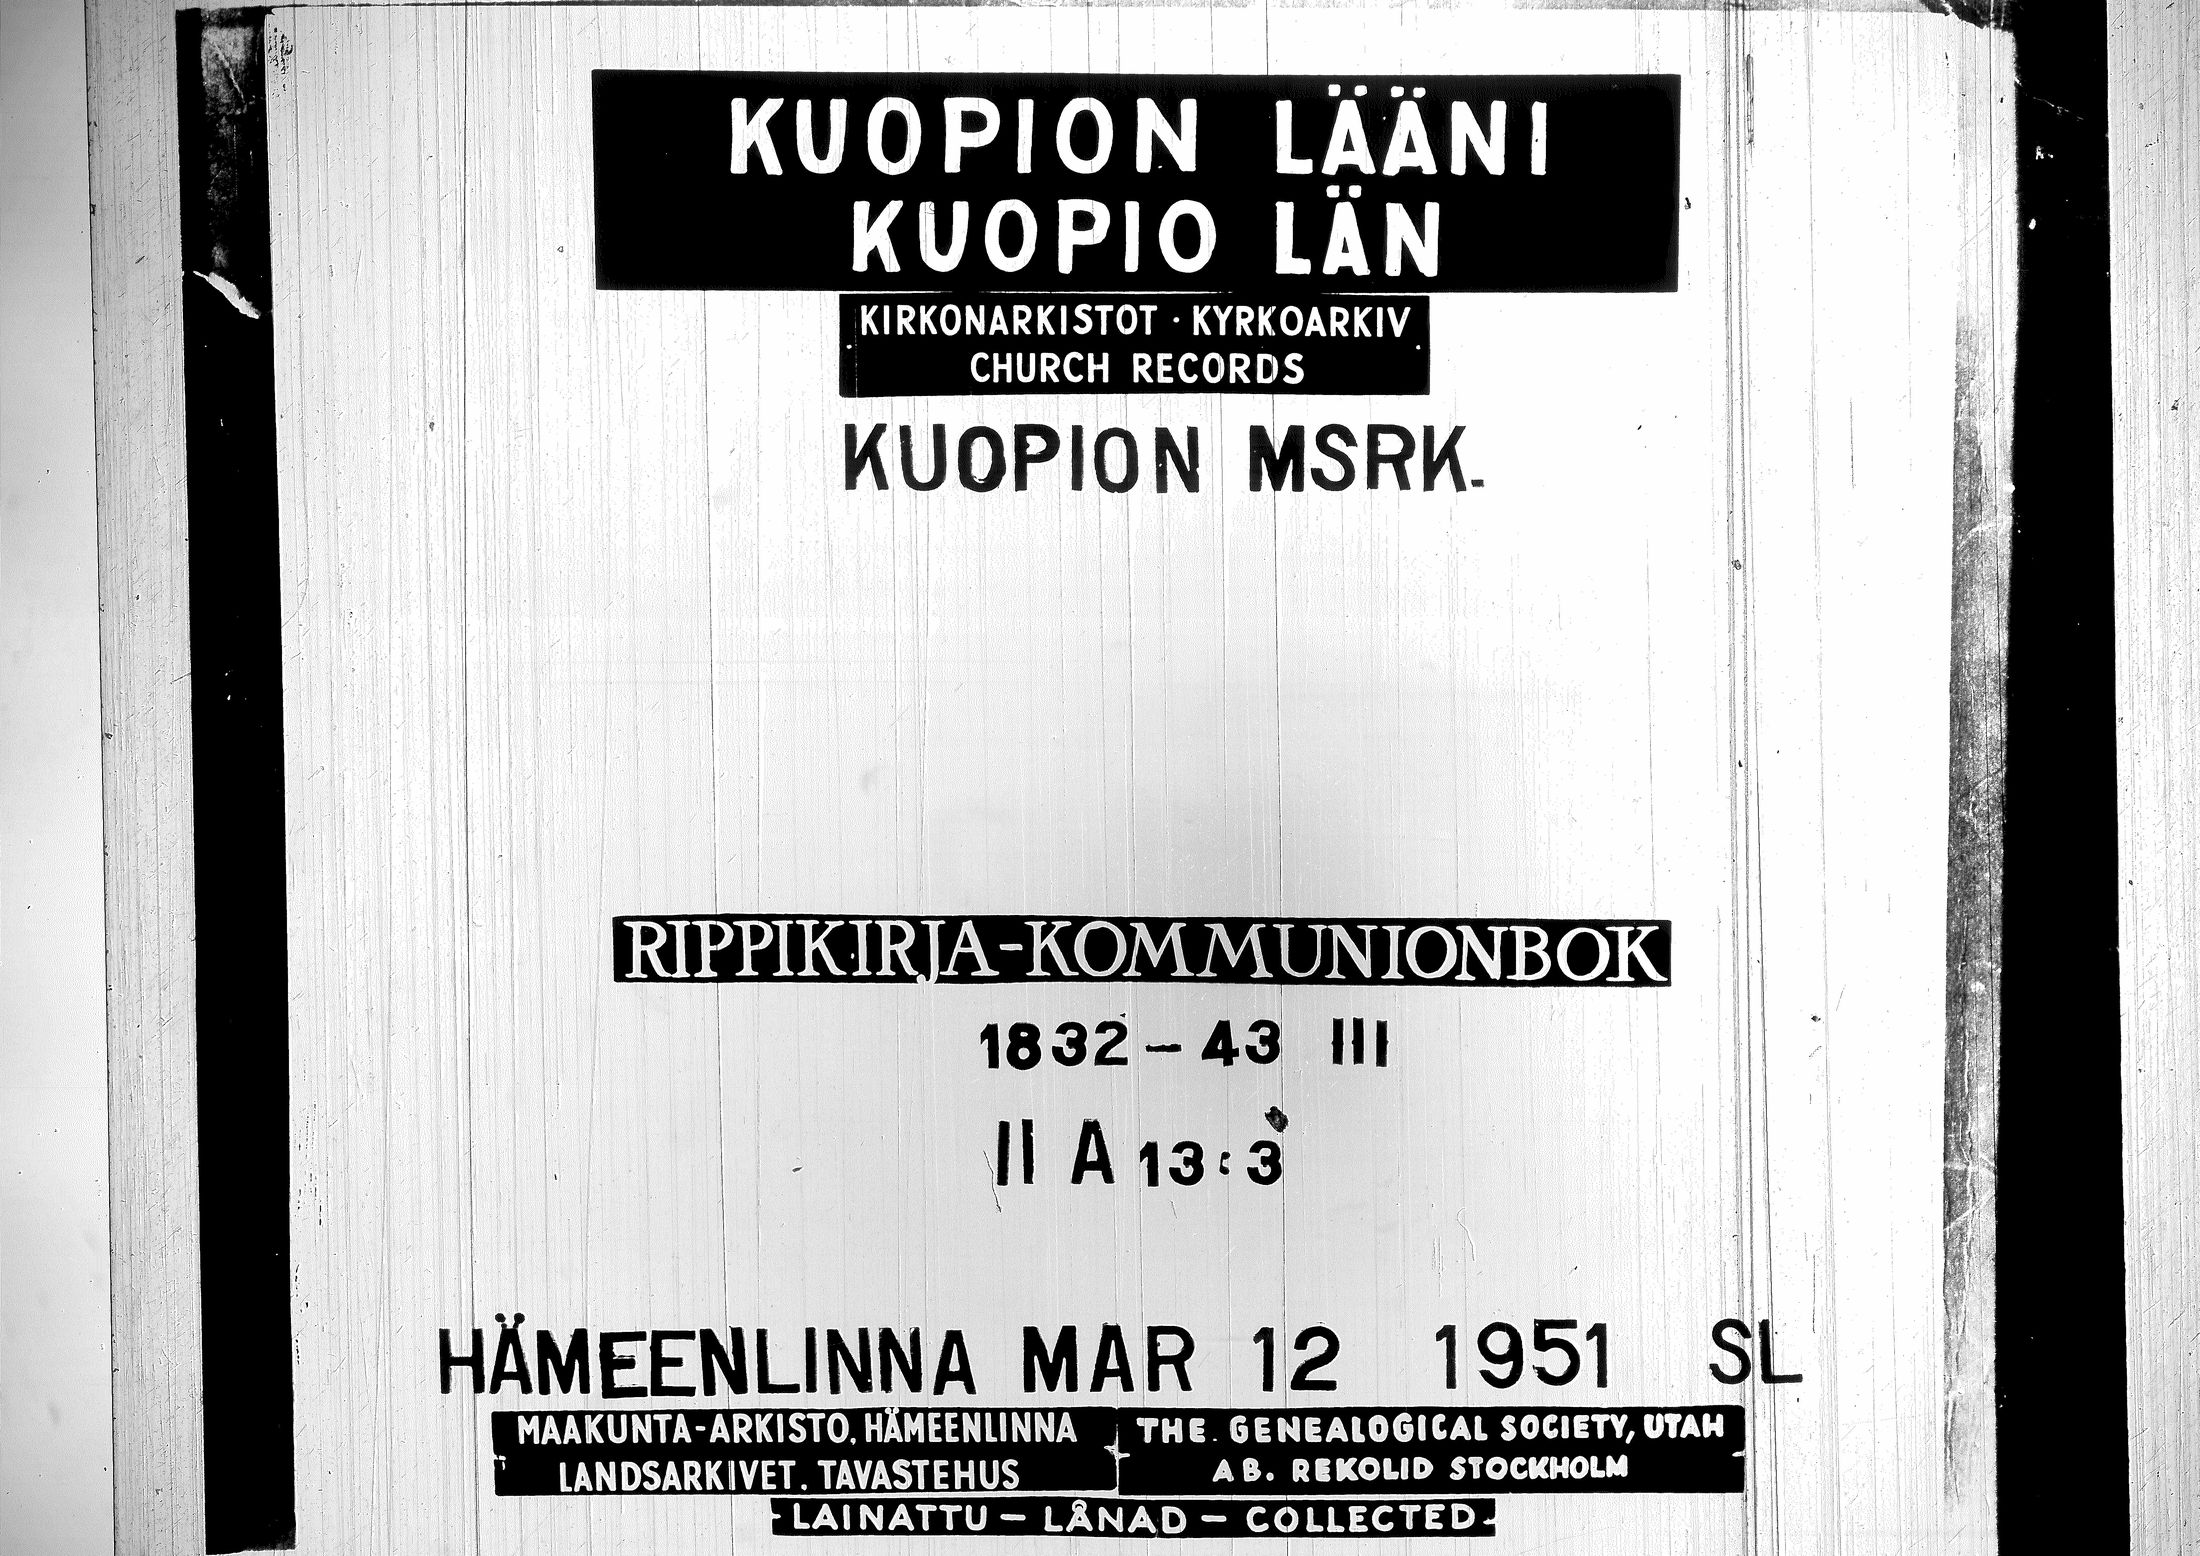 KUOPION LÄÄNI
KUOPIO LÄN
KIRKONARKISTOT · KYRKOARKIV
CHURCH RECORDS
KUOPION MSRK.
RIPPIKIRJA-KOMMUNIONBOK
1832 – 43 III
II A 13:3
HÄMEENLINNA MAR 12 1951 SL
MAAKUNTA-ARKISTO, HÄMEENLINNA
LANDSARKIVET, TAVASTEHUS
THE GENEALOGICAL SOCIETY, UTAH
AB. REKOLID STOCKHOLM
LAINATTU – LÅNAD – COLLECTED